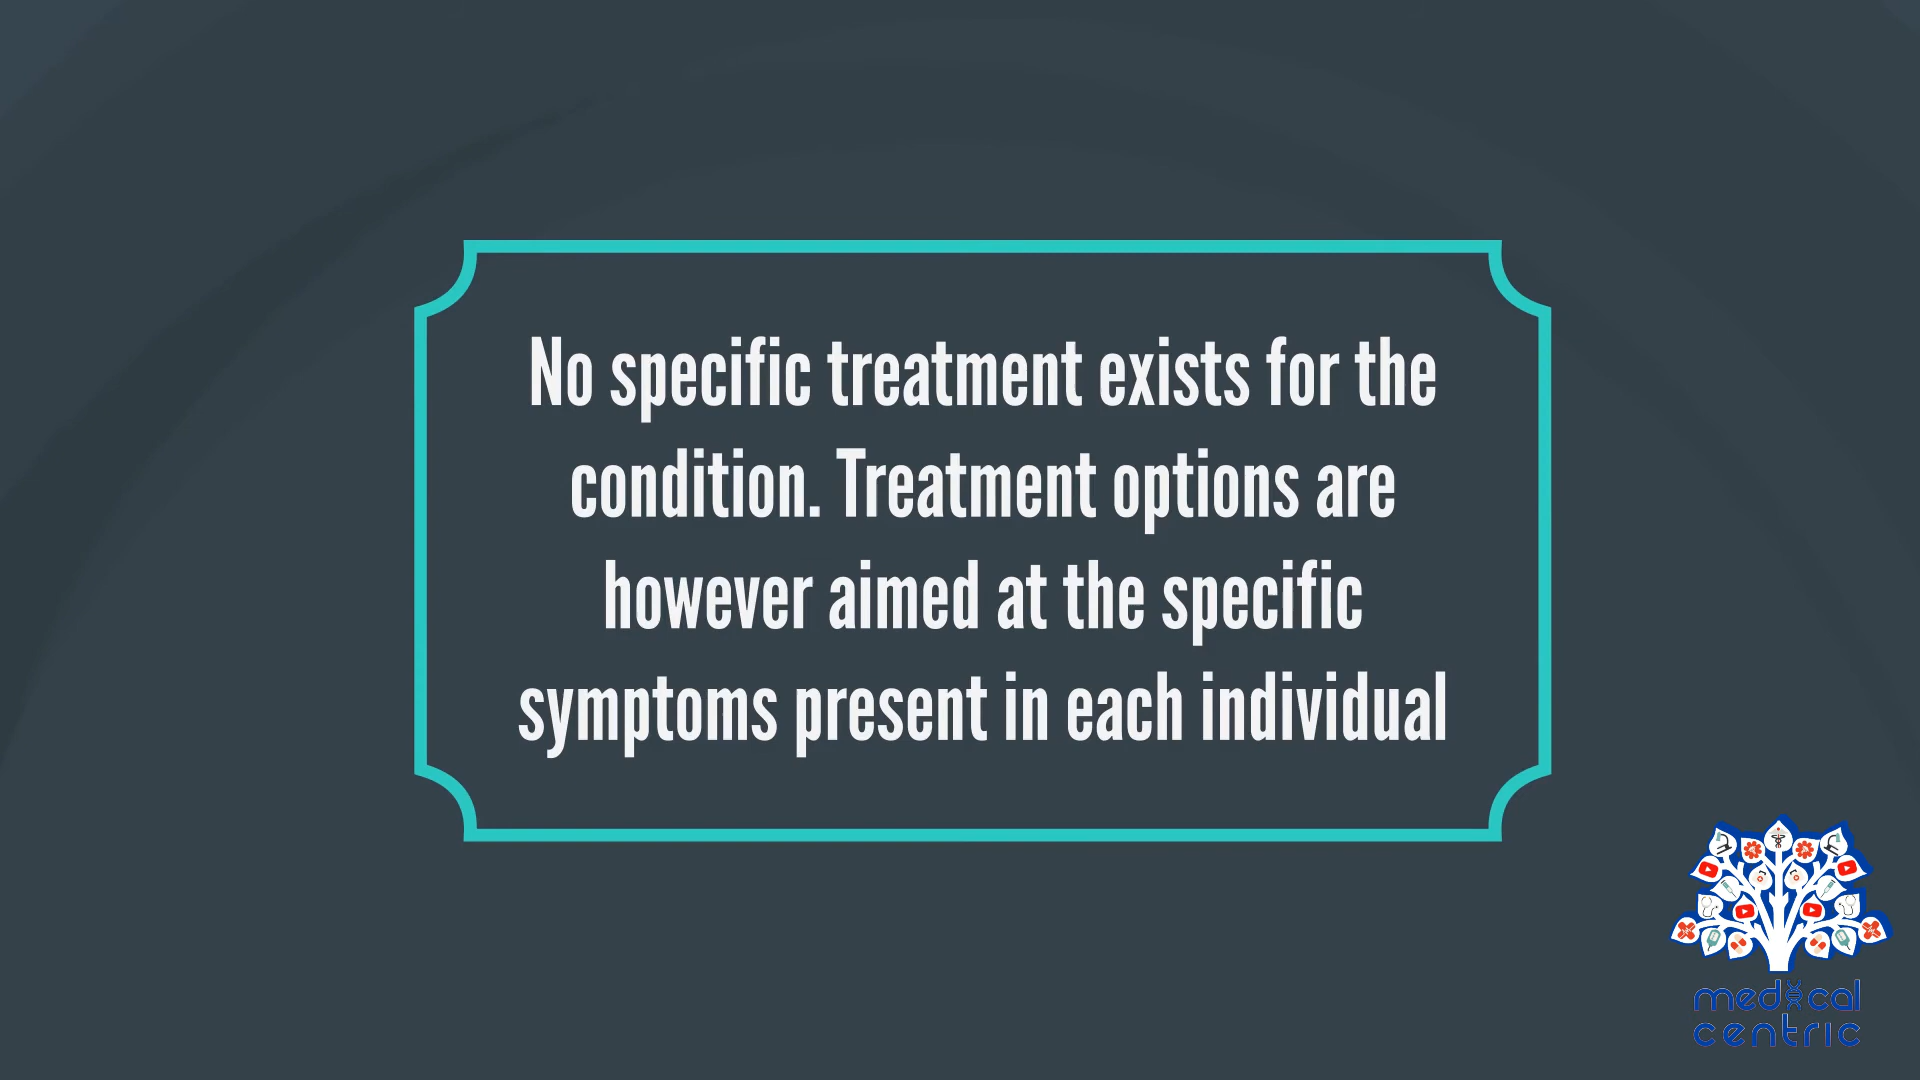 No specific treatment exists for the
condition. Treatment options are
however aimed at the specific
symptoms present in each individual
medical
centric